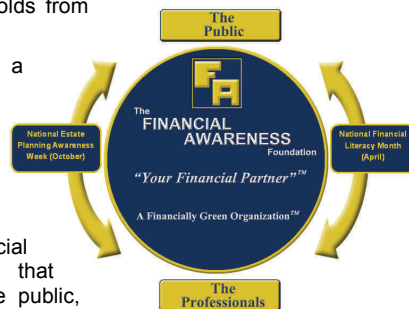 olds from
a
cial
that
e public,
The
Public
FA
The
FINANCIAL
AWARENESS
Foundation
National Estate
Planning Awareness
Week (October)
National Financial
Literacy Month
(April)
“Your Financial Partner”™
A Financially Green Organization™
The
Professionals